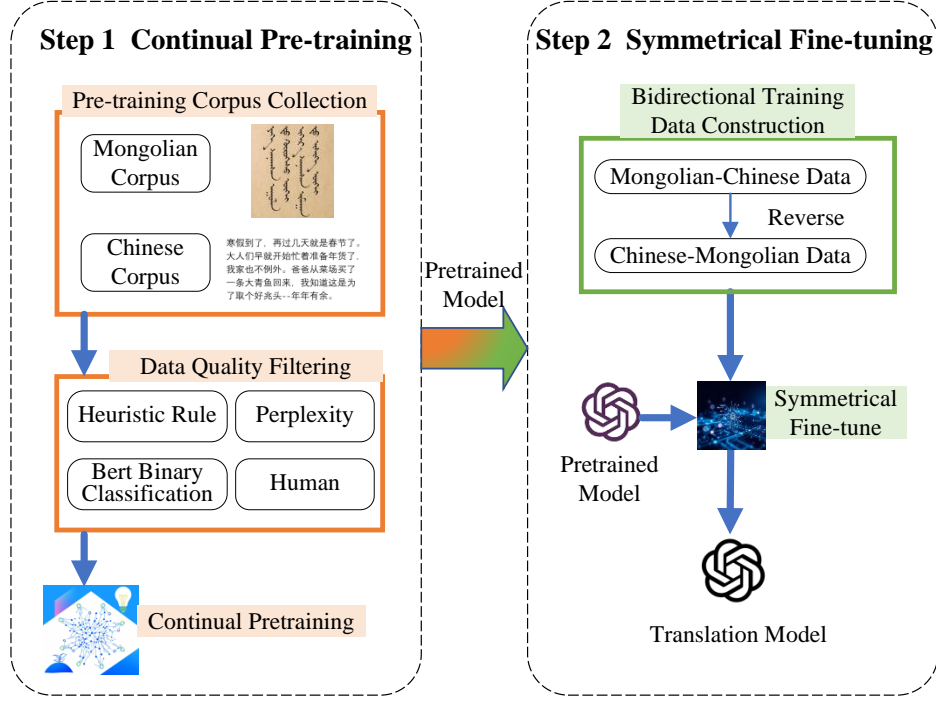 Step 1 Continual Pre-training
Pre-training Corpus Collection
Mongolian
Corpus
Chinese
Corpus
寒假到了，再过几天就是春节了。
大人们早就开始忙着准备年货了，
我家也不例外。爸爸从菜场买了
一条大青鱼回来，我知道这是为
了取个好兆头--年年有余。
Data Quality Filtering
Heuristic Rule
Perplexity
Bert Binary
Classification
Human
Continual Pretraining
Pretrained
Model
Step 2 Symmetrical Fine-tuning
Bidirectional Training
Data Construction
Mongolian-Chinese Data
Reverse
Chinese-Mongolian Data
Symmetrical
Fine-tune
Pretrained
Model
Translation Model